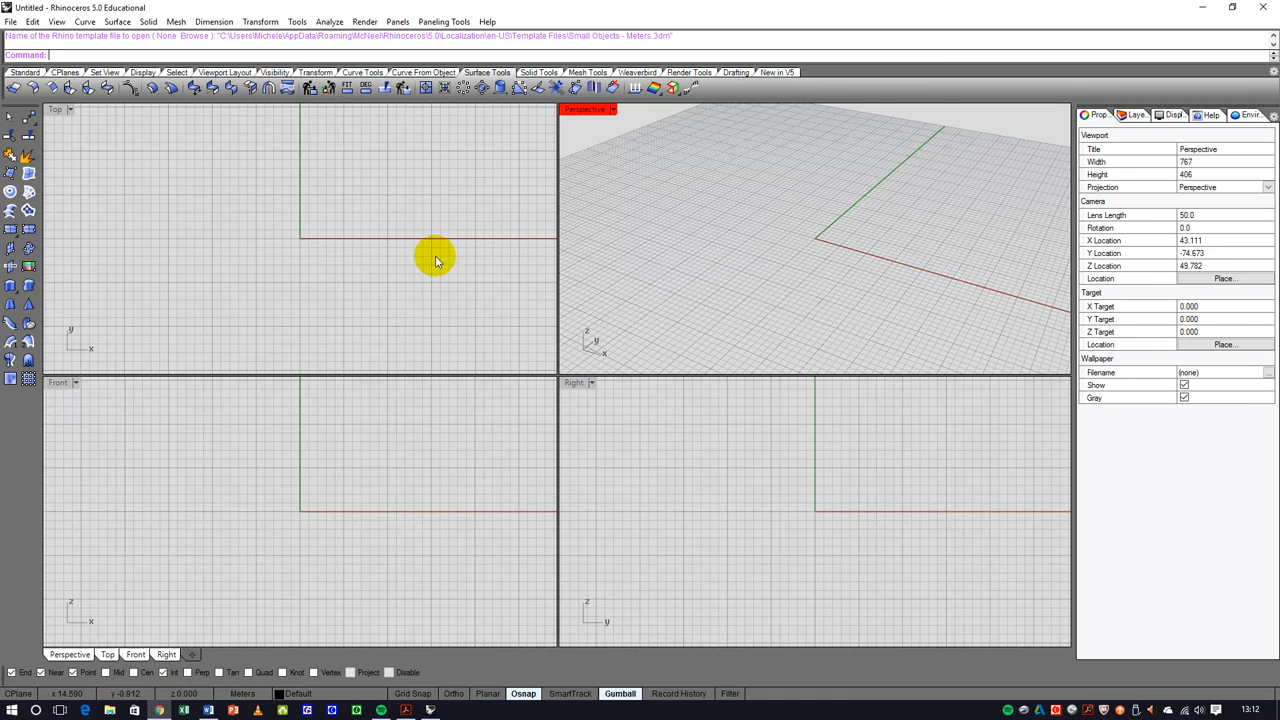 Untitled - Rhinoceros 5.0 Educational
File Edit View Curve Surface Solid Mesh Dimension Transform Tools Analyze Render Panels Paneling Tools Help
Name of the Rhino template file to open ( None Browse ): "C:\Users\Michele\AppData\Roaming\McNeel\Rhinoceros\5.0\Localization\en-US\Template Files\Small Objects - Meters.3dm"
Command:
Standard CPlanes Set View Display Select Viewport Layout Visibility Transform Curve Tools Curve From Object Surface Tools Solid Tools Mesh Tools Weaverbird Render Tools Drafting New in V5
Top
y
x
Perspective
z
y
x
Front
z
x
Right
z
y
Prop... Laye... Displ Help Envir
Viewport
Title Perspective
Width 767
Height 406
Projection Perspective
Camera
Lens Length 50.0
Rotation 0.0
X Location 43.111
Y Location -74.673
Z Location 49.782
Location Place...
Target
X Target 0.000
Y Target 0.000
Z Target 0.000
Location Place...
Wallpaper
Filename (none) ...
Show
Gray
Perspective Top Front Right
End Near Point Mid Cen Int Perp Tan Quad Knot Vertex Project Disable
CPlane x 14.590 y -0.912 z 0.000 Meters Default Grid Snap Ortho Planar Osnap SmartTrack Gumball Record History Filter
13:12